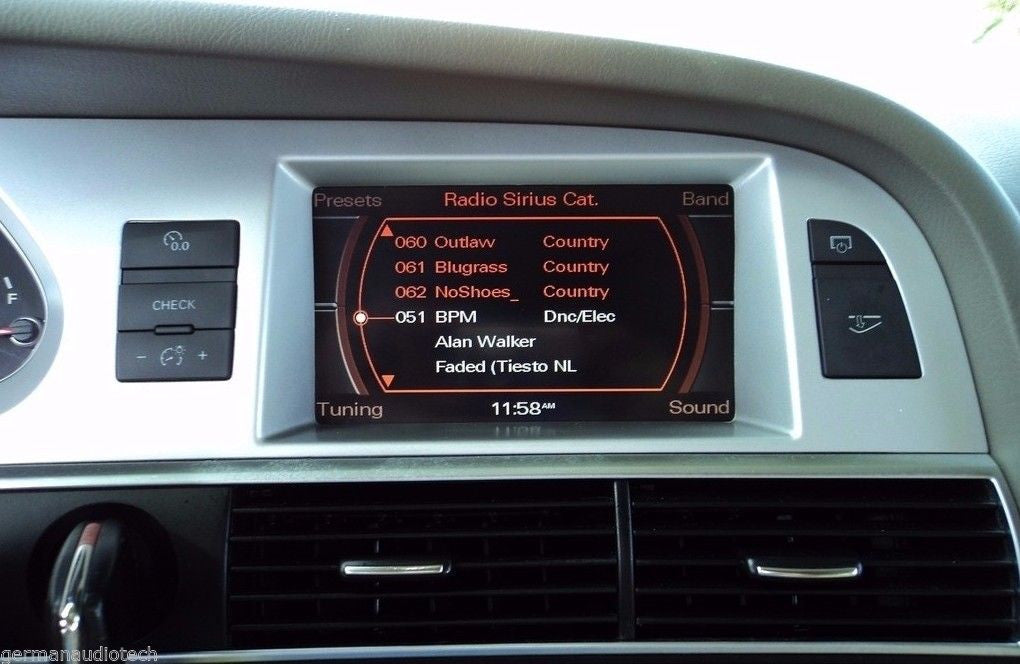 Presets Radio Sirius Cat. Band
060 Outlaw Country
061 Blugrass Country
062 NoShoes_ Country
051 BPM Dnc/Elec
Alan Walker
Faded (Tiesto NL
Tuning 11:58AM Sound
0.0
CHECK
- +
F
germanaudiotech